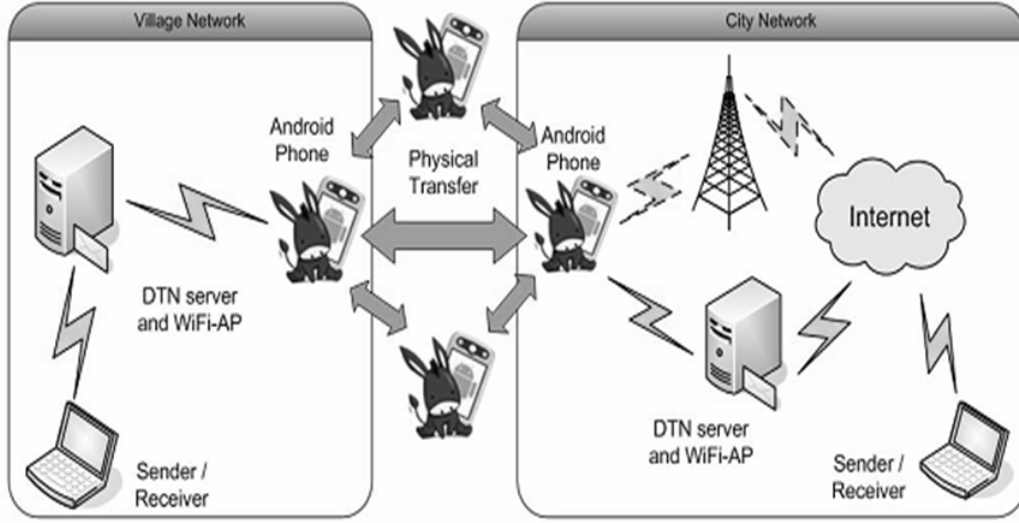 Village Network
City Network
Android
Phone
Physical
Transfer
Android
Phone
Internet
DTN server
and WiFi-AP
DTN server
and WiFi-AP
Sender /
Receiver
Sender /
Receiver